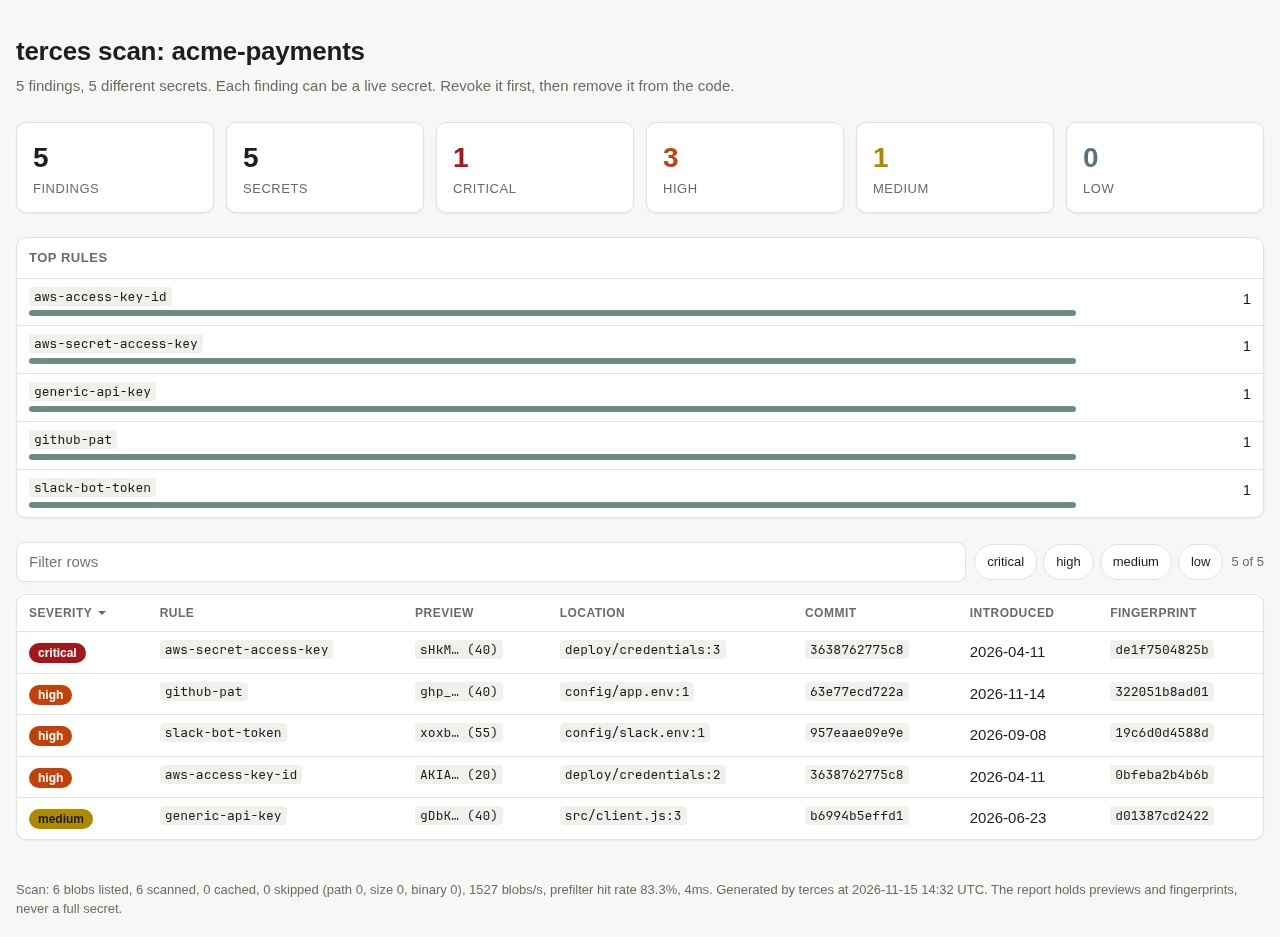 terces scan: acme-payments
5 findings, 5 different secrets. Each finding can be a live secret. Revoke it first, then remove it from the code.
5 5 1 3 1 0
FINDINGS SECRETS CRITICAL HIGH MEDIUM LOW
TOP RULES
aws-access-key-id 1
aws-secret-access-key 1
generic-api-key 1
github-pat 1
slack-bot-token 1
Filter rows critical high medium low 5 of 5
SEVERITY RULE PREVIEW LOCATION COMMIT INTRODUCED FINGERPRINT
critical aws-secret-access-key sHkM… (40) deploy/credentials:3 3638762775c8 2026-04-11 de1f7504825b
high github-pat ghp_… (40) config/app.env:1 63e77ecd722a 2026-11-14 322051b8ad01
high slack-bot-token xoxb… (55) config/slack.env:1 957eaae09e9e 2026-09-08 19c6d0d4588d
high aws-access-key-id AKIA… (20) deploy/credentials:2 3638762775c8 2026-04-11 0bfeba2b4b6b
medium generic-api-key gDbK… (40) src/client.js:3 b6994b5effd1 2026-06-23 d01387cd2422
Scan: 6 blobs listed, 6 scanned, 0 cached, 0 skipped (path 0, size 0, binary 0), 1527 blobs/s, prefilter hit rate 83.3%, 4ms. Generated by terces at 2026-11-15 14:32 UTC. The report holds previews and fingerprints,
never a full secret.